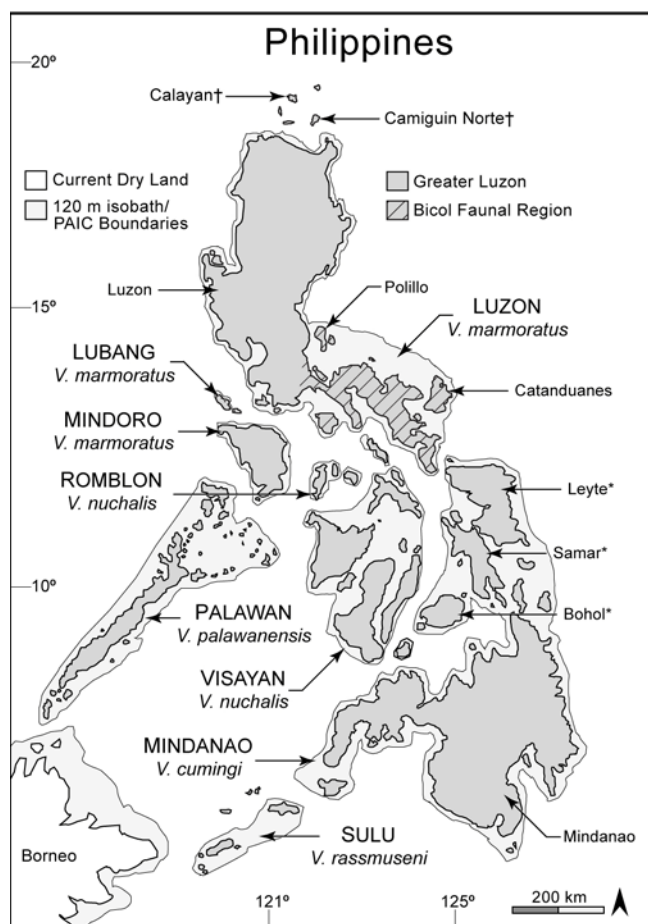 Philippines
20º
Calayan†
Camiguin Norte†
Current Dry Land
120 m isobath/
PAIC Boundaries
Greater Luzon
Bicol Faunal Region
Luzon
15º
Polillo
LUZON
V. marmoratus
LUBANG
V. marmoratus
Catanduanes
MINDORO
V. marmoratus
ROMBLON
V. nuchalis
Leyte*
Samar*
10º
Bohol*
PALAWAN
V. palawanensis
VISAYAN
V. nuchalis
MINDANAO
V. cumingi
Mindanao
SULU
V. rassmuseni
Borneo
200 km
121º
125º